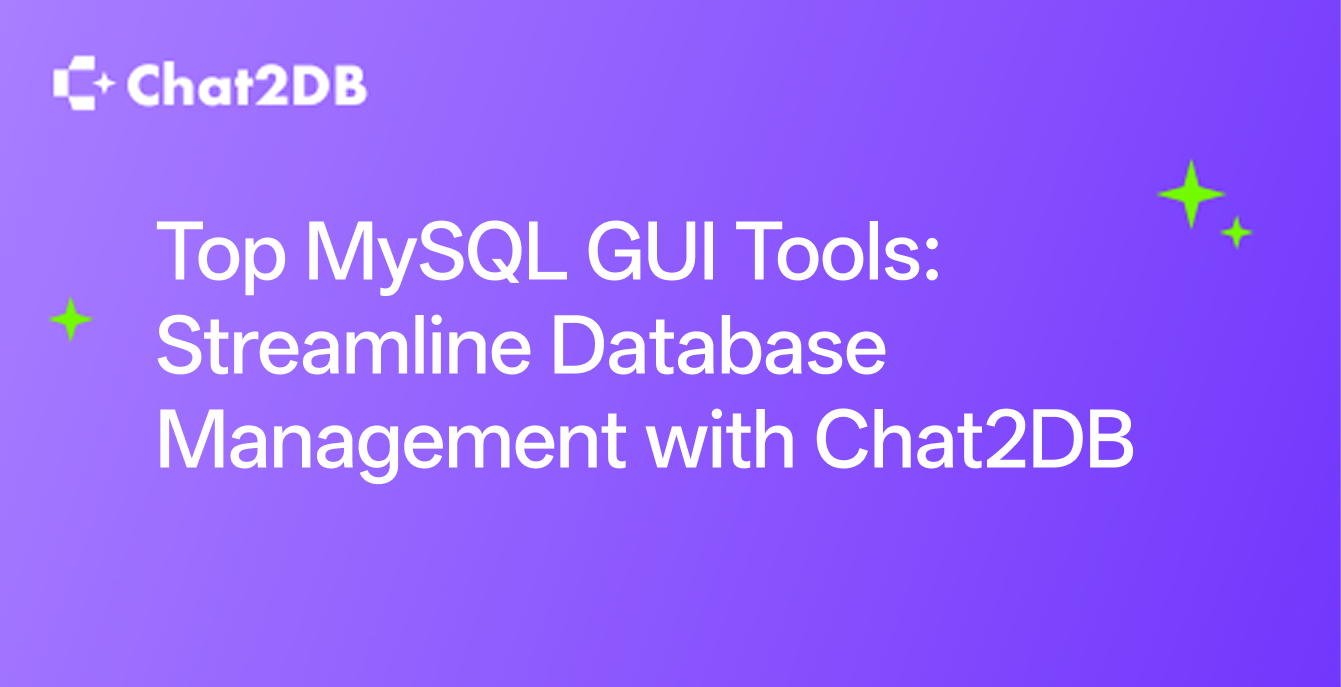 Chat2DB
Top MySQL GUI Tools:
Streamline Database
Management with Chat2DB